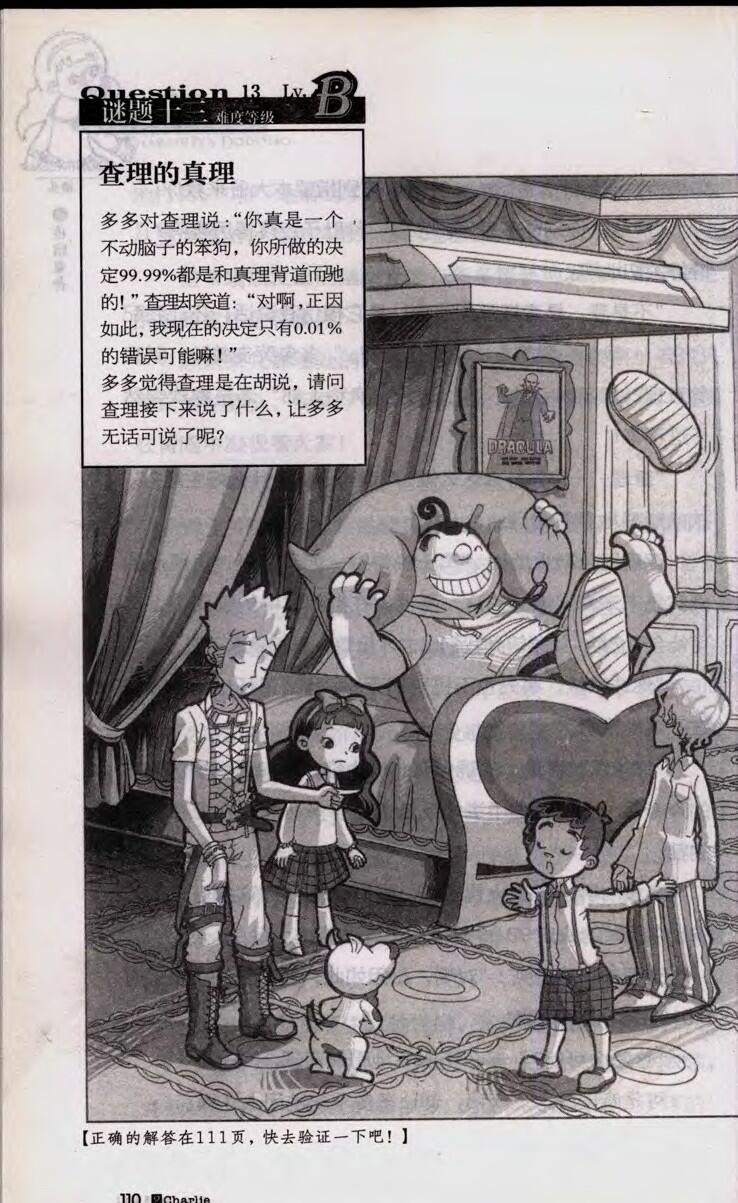 Question 13 Lv. B
谜题十三 难度等级
查理的真理
多多对查理说：“你真是一个
不动脑子的笨狗，你所做的决
定99.99%都是和真理背道而驰
的！”查理却笑道：“对啊，正因
如此，我现在的决定只有0.01%
的错误可能嘛！”
多多觉得查理是在胡说，请问
查理接下来说了什么，让多多
无话可说了呢？
DRACULA
【正确的解答在111页，快去验证一下吧！】
110 Charlie